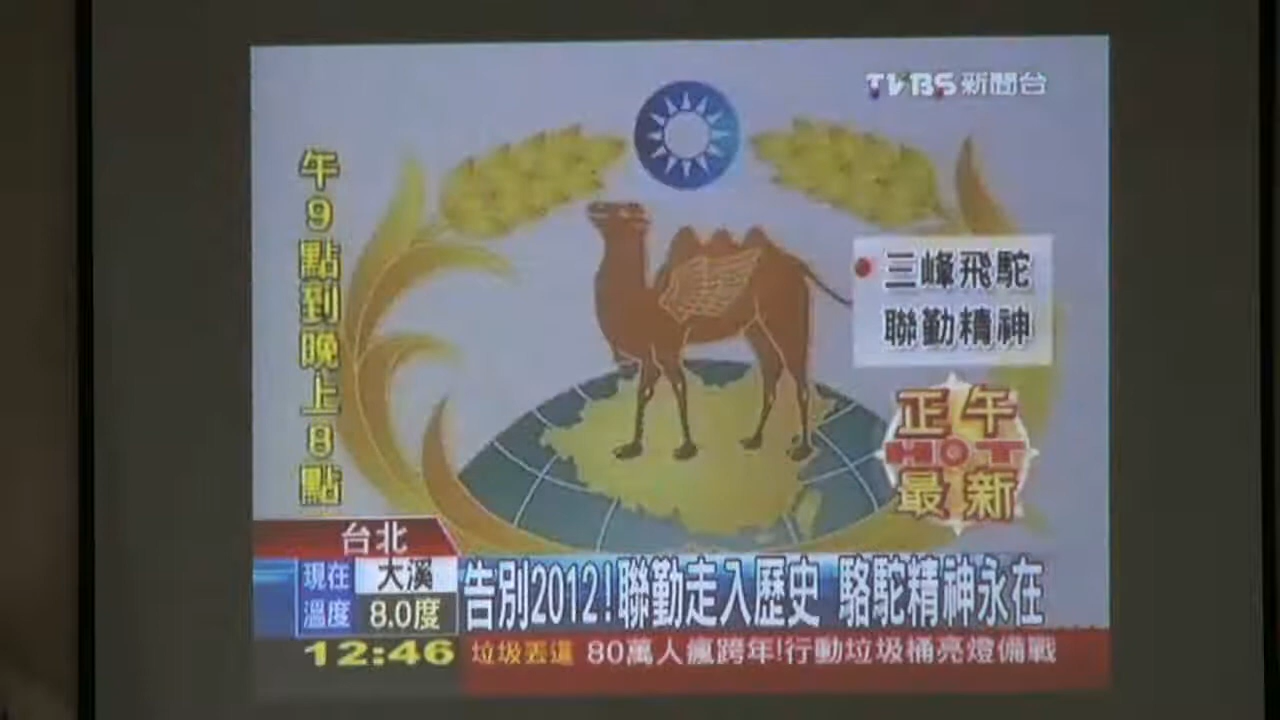 TVBS新聞台
午9點到晚上8點
三峰飛駝
聯勤精神
正午
HOT
最新
台北
現在溫度
大溪
8.0度
告別2012!聯勤走入歷史 駱駝精神永在
12:46
垃圾丟這 80萬人瘋跨年!行動垃圾桶亮燈備戰